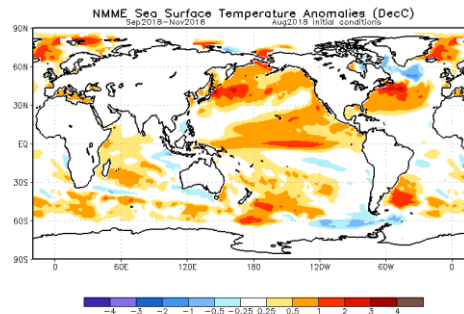 NMME Sea Surface Temperature Anomalies (DecC)
Sep2018-Nov2018 Aug2018 initial conditions
90N
60N
30N
EQ
30S
60S
90S
0 60E 120E 180 120W 60W 0
-4 -3 -2 -1 -0.5 -0.25 0.25 0.5 1 2 3 4